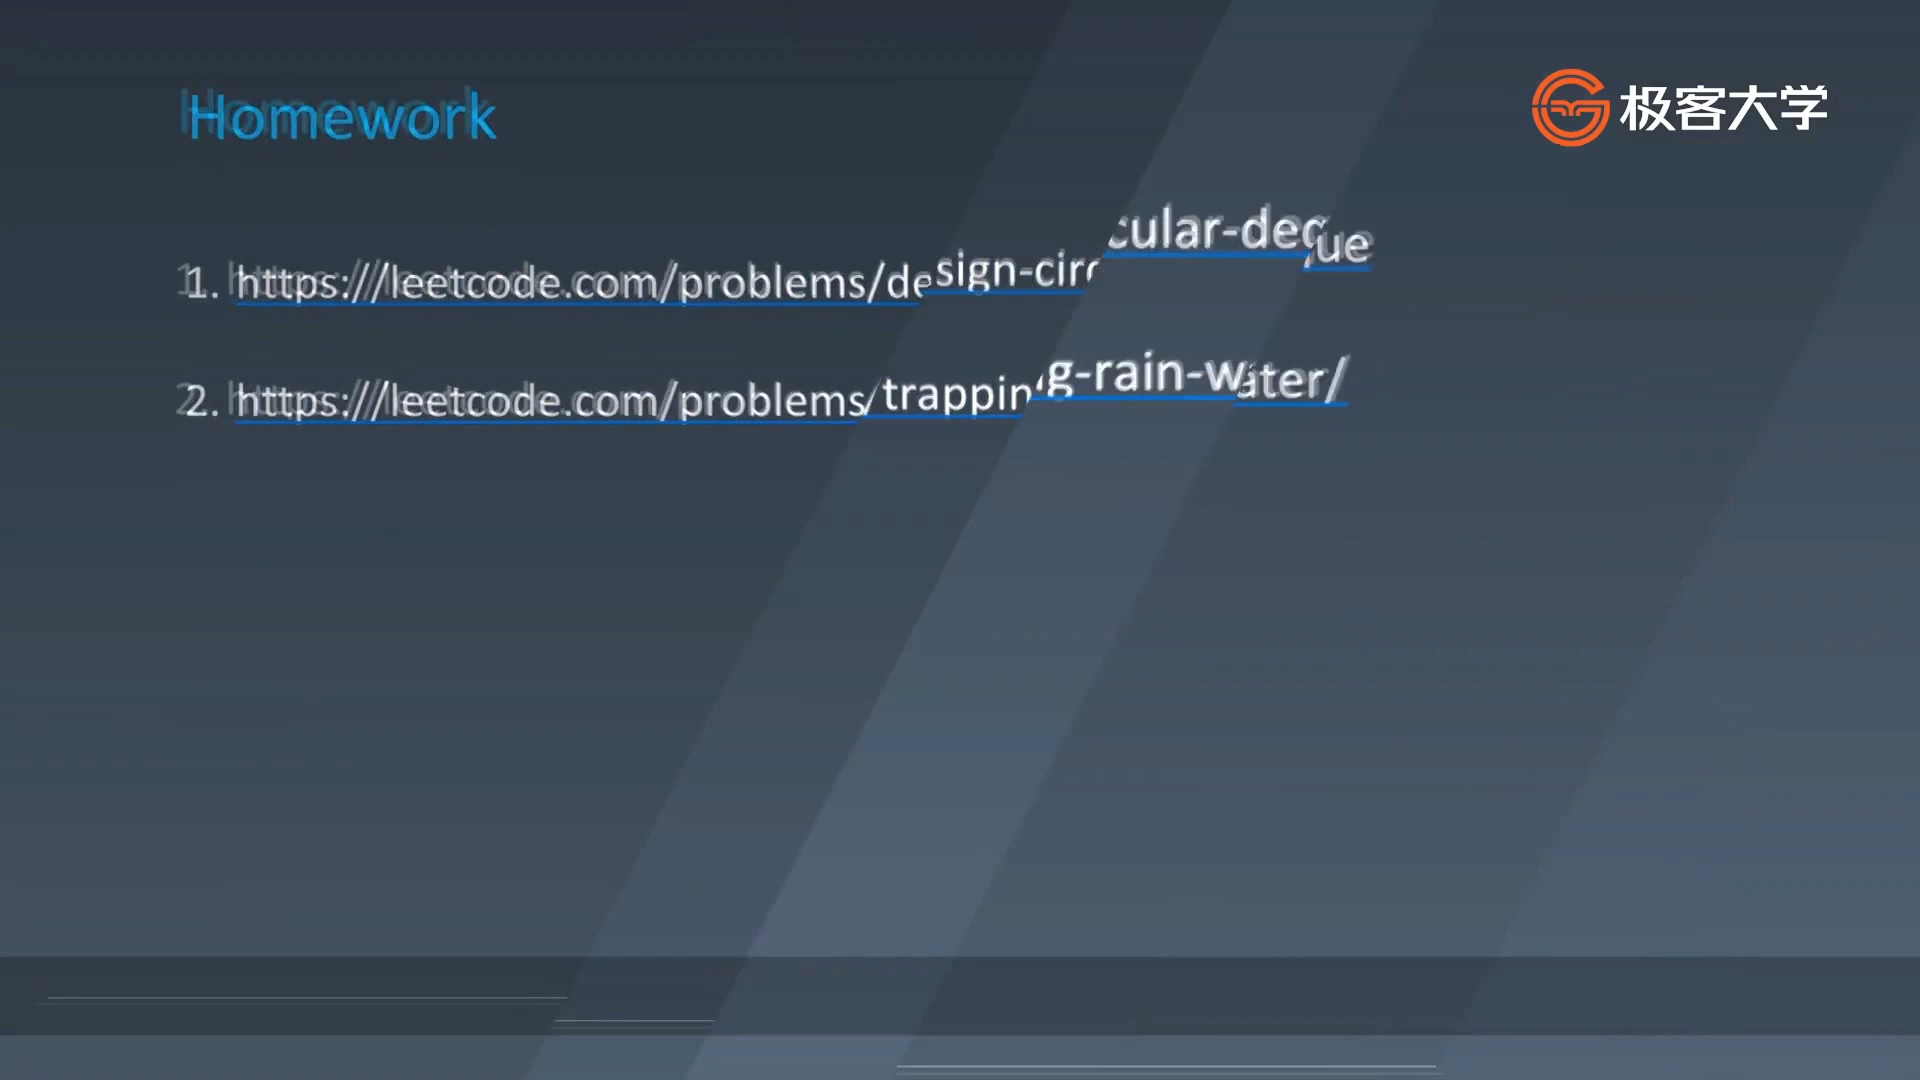 Homework
极客大学
1. https://leetcode.com/problems/design-circular-deque
2. https://leetcode.com/problems/trapping-rain-water/